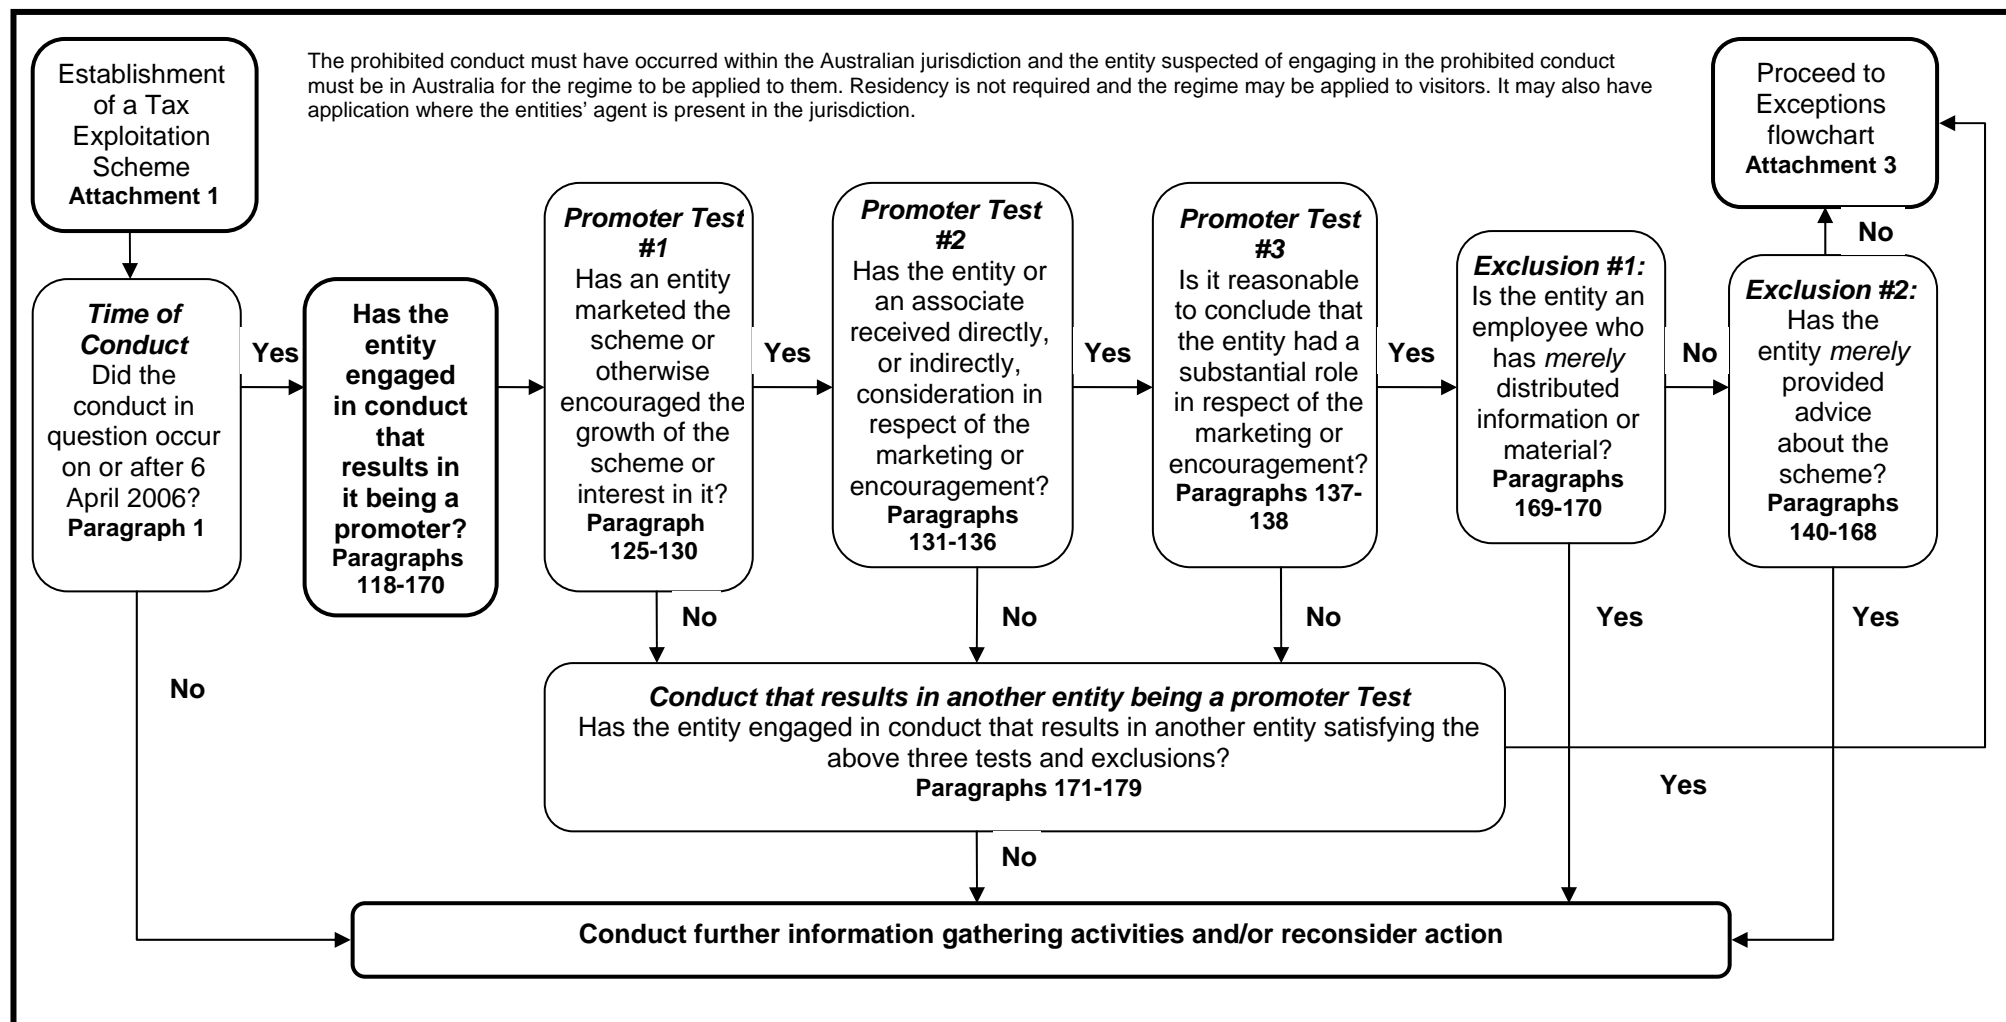 Establishment
of a Tax
Exploitation
Scheme
Attachment 1
The prohibited conduct must have occurred within the Australian jurisdiction and the entity suspected of engaging in the prohibited conduct
must be in Australia for the regime to be applied to them. Residency is not required and the regime may be applied to visitors. It may also have
application where the entities’ agent is present in the jurisdiction.
Proceed to
Exceptions
flowchart
Attachment 3
Time of
Conduct
Did the
conduct in
question occur
on or after 6
April 2006?
Paragraph 1
Yes
Has the
entity
engaged
in conduct
that
results in
it being a
promoter?
Paragraphs
118-170
Promoter Test
#1
Has an entity
marketed the
scheme or
otherwise
encouraged the
growth of the
scheme or
interest in it?
Paragraph
125-130
Yes
Promoter Test
#2
Has the entity or
an associate
received directly,
or indirectly,
consideration in
respect of the
marketing or
encouragement?
Paragraphs
131-136
Yes
Promoter Test
#3
Is it reasonable
to conclude that
the entity had a
substantial role
in respect of the
marketing or
encouragement?
Paragraphs 137-
138
Yes
Exclusion #1:
Is the entity an
employee who
has merely
distributed
information or
material?
Paragraphs
169-170
No
No
Exclusion #2:
Has the
entity merely
provided
advice
about the
scheme?
Paragraphs
140-168
No
No
No
No
Yes
Yes
Conduct that results in another entity being a promoter Test
Has the entity engaged in conduct that results in another entity satisfying the
above three tests and exclusions?
Paragraphs 171-179
Yes
No
Conduct further information gathering activities and/or reconsider action